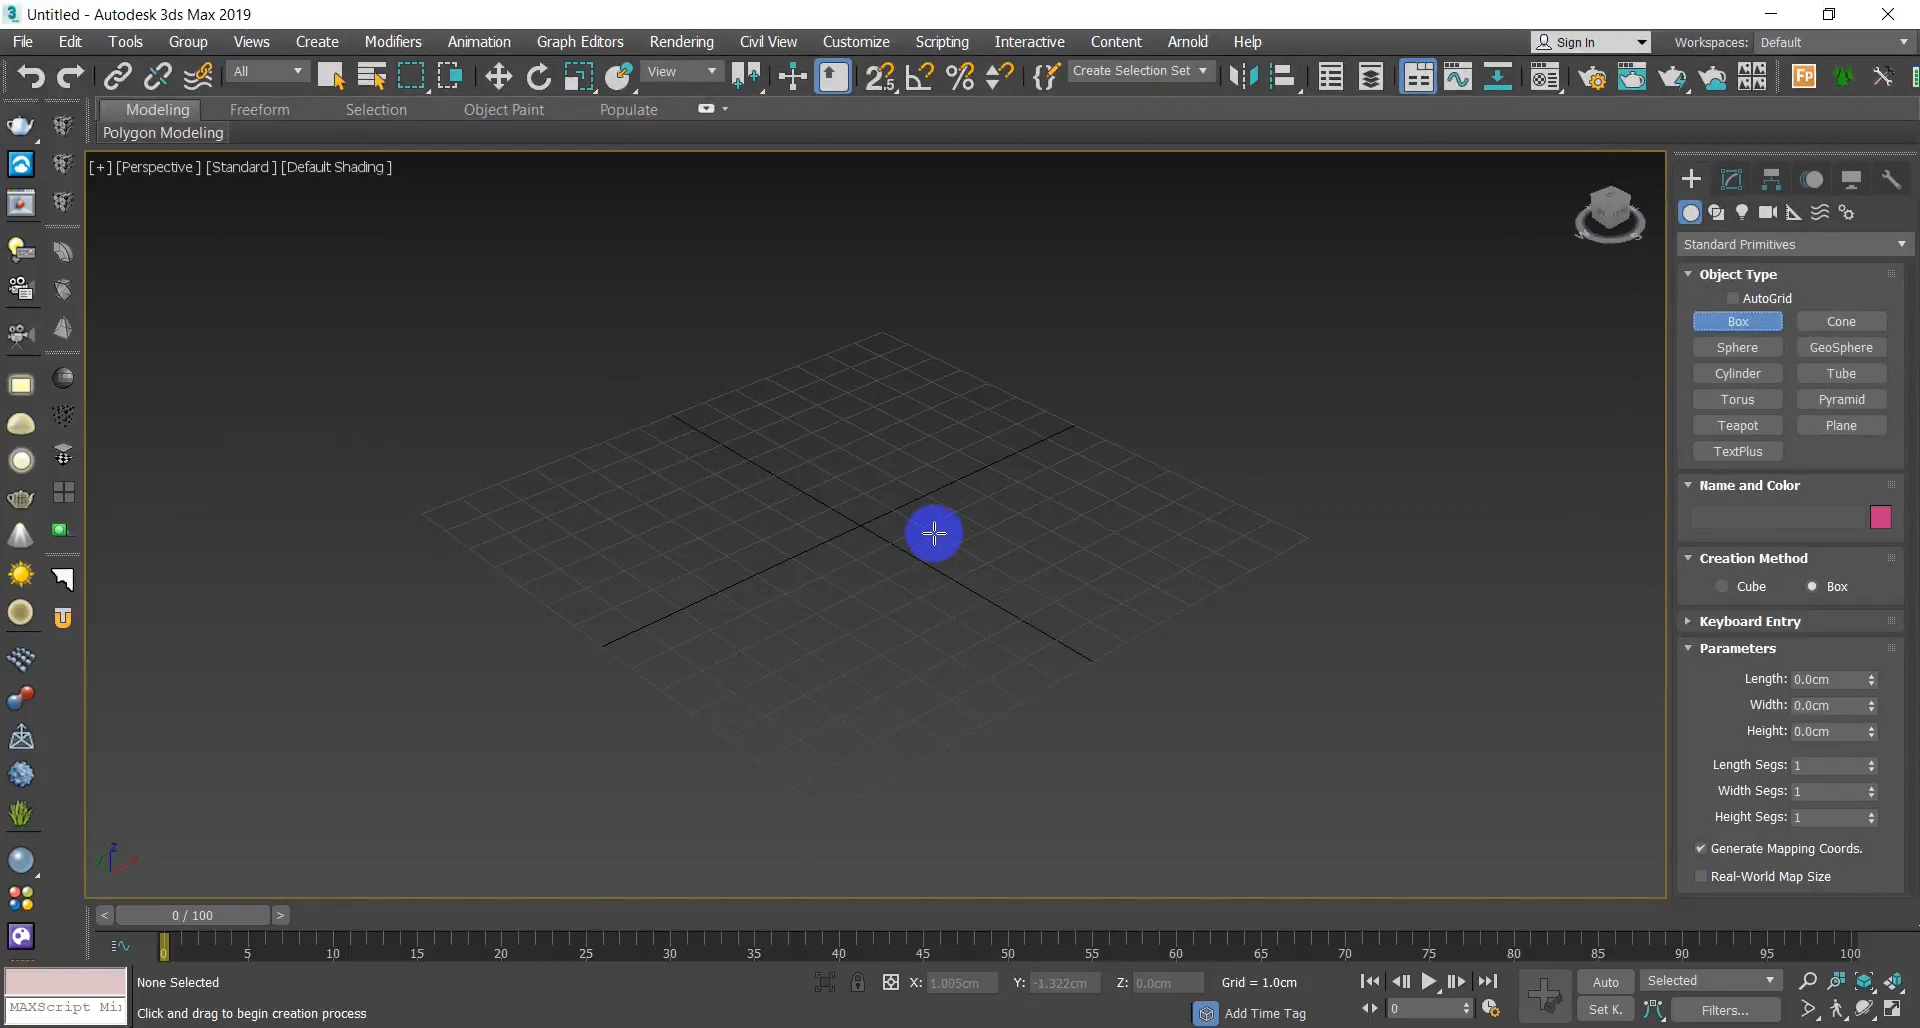 Untitled - Autodesk 3ds Max 2019
File Edit Tools Group Views Create Modifiers Animation Graph Editors Rendering Civil View Customize Scripting Interactive Content Arnold Help Sign In Workspaces: Default
All View Create Selection Set
Modeling Freeform Selection Object Paint Populate
Polygon Modeling
[+] [Perspective ] [Standard ] [Default Shading ]
Standard Primitives
Object Type
AutoGrid
Box Cone
Sphere GeoSphere
Cylinder Tube
Torus Pyramid
Teapot Plane
TextPlus
Name and Color
Creation Method
Cube Box
Keyboard Entry
Parameters
Length: 0.0cm
Width: 0.0cm
Height: 0.0cm
Length Segs: 1
Width Segs: 1
Height Segs: 1
Generate Mapping Coords.
Real-World Map Size
< 0 / 100 >
0 5 10 15 20 25 30 35 40 45 50 55 60 65 70 75 80 85 90 95 100
None Selected X: 1.005cm Y: -1.322cm Z: 0.0cm Grid = 1.0cm Auto Selected
MAXScript Mi Click and drag to begin creation process Add Time Tag 0 Set K. Filters...